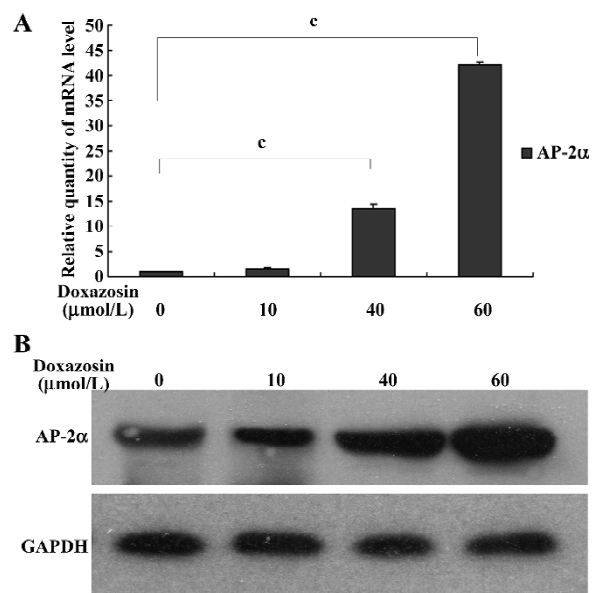 A
Relative quantity of mRNA level
50
45
40
35
30
25
20
15
10
5
0
c
c
AP-2α
Doxazosin
(μmol/L) 0 10 40 60
B
Doxazosin
(μmol/L) 0 10 40 60
AP-2α
GAPDH